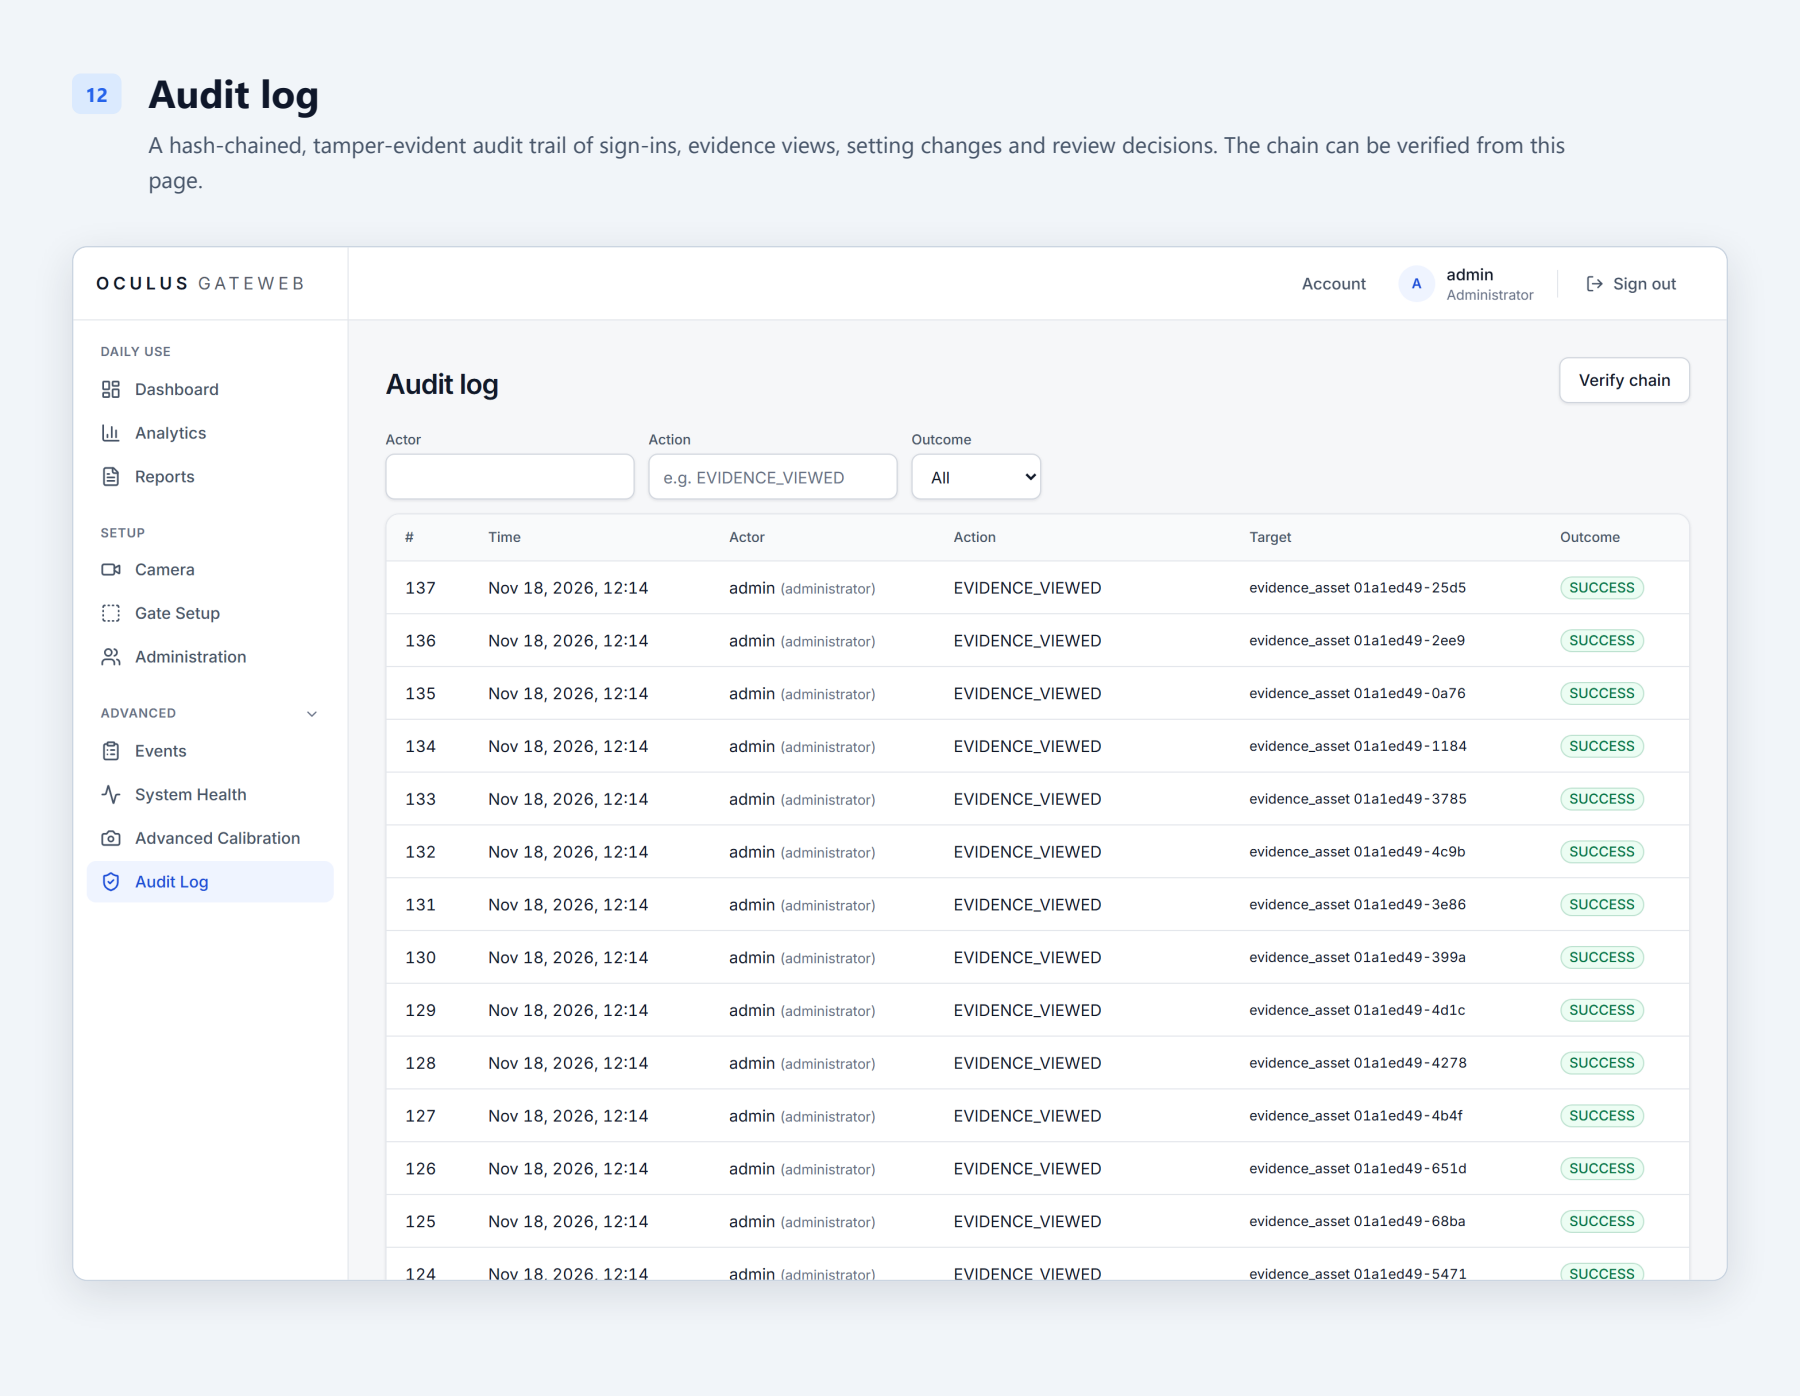 12
Audit log
A hash-chained, tamper-evident audit trail of sign-ins, evidence views, setting changes and review decisions. The chain can be verified from this
page.
OCULUS GATEWEB
Account
A
admin
Administrator
Sign out
DAILY USE
Dashboard
Analytics
Reports
SETUP
Camera
Gate Setup
Administration
ADVANCED
Events
System Health
Advanced Calibration
Audit Log
Audit log
Verify chain
Actor Action Outcome
e.g. EVIDENCE_VIEWED All
# Time Actor Action Target Outcome
137 Nov 18, 2026, 12:14 admin (administrator) EVIDENCE_VIEWED evidence_asset 01a1ed49-25d5 SUCCESS
136 Nov 18, 2026, 12:14 admin (administrator) EVIDENCE_VIEWED evidence_asset 01a1ed49-2ee9 SUCCESS
135 Nov 18, 2026, 12:14 admin (administrator) EVIDENCE_VIEWED evidence_asset 01a1ed49-0a76 SUCCESS
134 Nov 18, 2026, 12:14 admin (administrator) EVIDENCE_VIEWED evidence_asset 01a1ed49-1184 SUCCESS
133 Nov 18, 2026, 12:14 admin (administrator) EVIDENCE_VIEWED evidence_asset 01a1ed49-3785 SUCCESS
132 Nov 18, 2026, 12:14 admin (administrator) EVIDENCE_VIEWED evidence_asset 01a1ed49-4c9b SUCCESS
131 Nov 18, 2026, 12:14 admin (administrator) EVIDENCE_VIEWED evidence_asset 01a1ed49-3e86 SUCCESS
130 Nov 18, 2026, 12:14 admin (administrator) EVIDENCE_VIEWED evidence_asset 01a1ed49-399a SUCCESS
129 Nov 18, 2026, 12:14 admin (administrator) EVIDENCE_VIEWED evidence_asset 01a1ed49-4d1c SUCCESS
128 Nov 18, 2026, 12:14 admin (administrator) EVIDENCE_VIEWED evidence_asset 01a1ed49-4278 SUCCESS
127 Nov 18, 2026, 12:14 admin (administrator) EVIDENCE_VIEWED evidence_asset 01a1ed49-4b4f SUCCESS
126 Nov 18, 2026, 12:14 admin (administrator) EVIDENCE_VIEWED evidence_asset 01a1ed49-651d SUCCESS
125 Nov 18, 2026, 12:14 admin (administrator) EVIDENCE_VIEWED evidence_asset 01a1ed49-68ba SUCCESS
124 Nov 18, 2026, 12:14 admin (administrator) EVIDENCE_VIEWED evidence_asset 01a1ed49-5471 SUCCESS